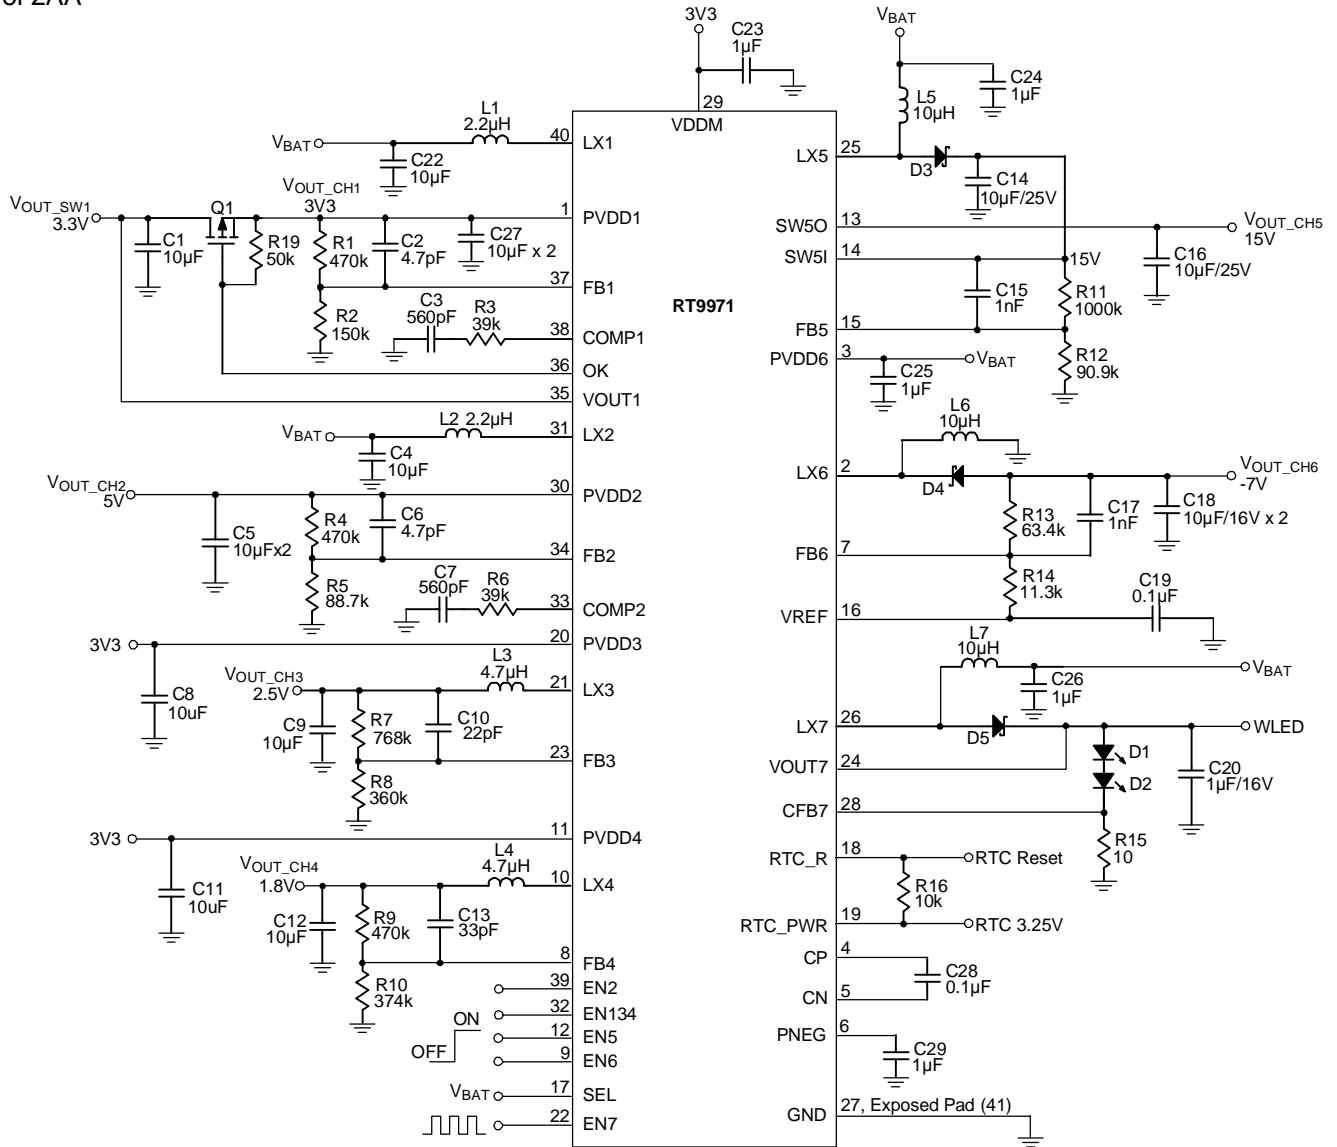 3V3
C23
1µF
VBAT
C24
1µF
L5
10µH
29
VDDM
L1
2.2µH
VBAT
C22
10µF
40
LX1
LX5
25
D3
C14
10µF/25V
VOUT_SW1
3.3V
Q1
VOUT_CH1
3V3
C1
10µF
R19
50k
R1
470k
C2
4.7pF
C27
10µF x 2
1
PVDD1
SW5O
13
VOUT_CH5
15V
C16
10µF/25V
SW5I
14
15V
37
FB1
R2
150k
C3
560pF
R3
39k
RT9971
C15
1nF
R11
1000k
FB5
15
38
COMP1
PVDD6
3
VBAT
C25
1µF
R12
90.9k
36
OK
35
VOUT1
L2 2.2µH
VBAT
C4
10µF
31
LX2
L6
10µH
LX6
2
D4
VOUT_CH6
-7V
VOUT_CH2
5V
30
PVDD2
C5
10µFx2
R4
470k
C6
4.7pF
R13
63.4k
C17
1nF
C18
10µF/16V x 2
34
FB2
FB6
7
R5
88.7k
C7
560pF
R6
39k
33
COMP2
R14
11.3k
C19
0.1µF
VREF
16
3V3
20
PVDD3
C8
10uF
L7
10µH
VBAT
C26
1µF
VOUT_CH3
2.5V
L3
4.7µH
21
LX3
C9
10µF
R7
768k
C10
22pF
LX7
26
D5
WLED
D1
D2
C20
1µF/16V
23
FB3
VOUT7
24
R8
360k
CFB7
28
R15
10
3V3
11
PVDD4
C11
10uF
RTC_R
18
RTC Reset
R16
10k
VOUT_CH4
1.8V
L4
4.7µH
10
LX4
C12
10µF
R9
470k
C13
33pF
RTC_PWR
19
RTC 3.25V
8
FB4
R10
374k
CP
4
C28
0.1µF
CN
5
39
EN2
ON
OFF
32
EN134
12
EN5
9
EN6
PNEG
6
C29
1µF
VBAT
17
SEL
22
EN7
GND
27, Exposed Pad (41)